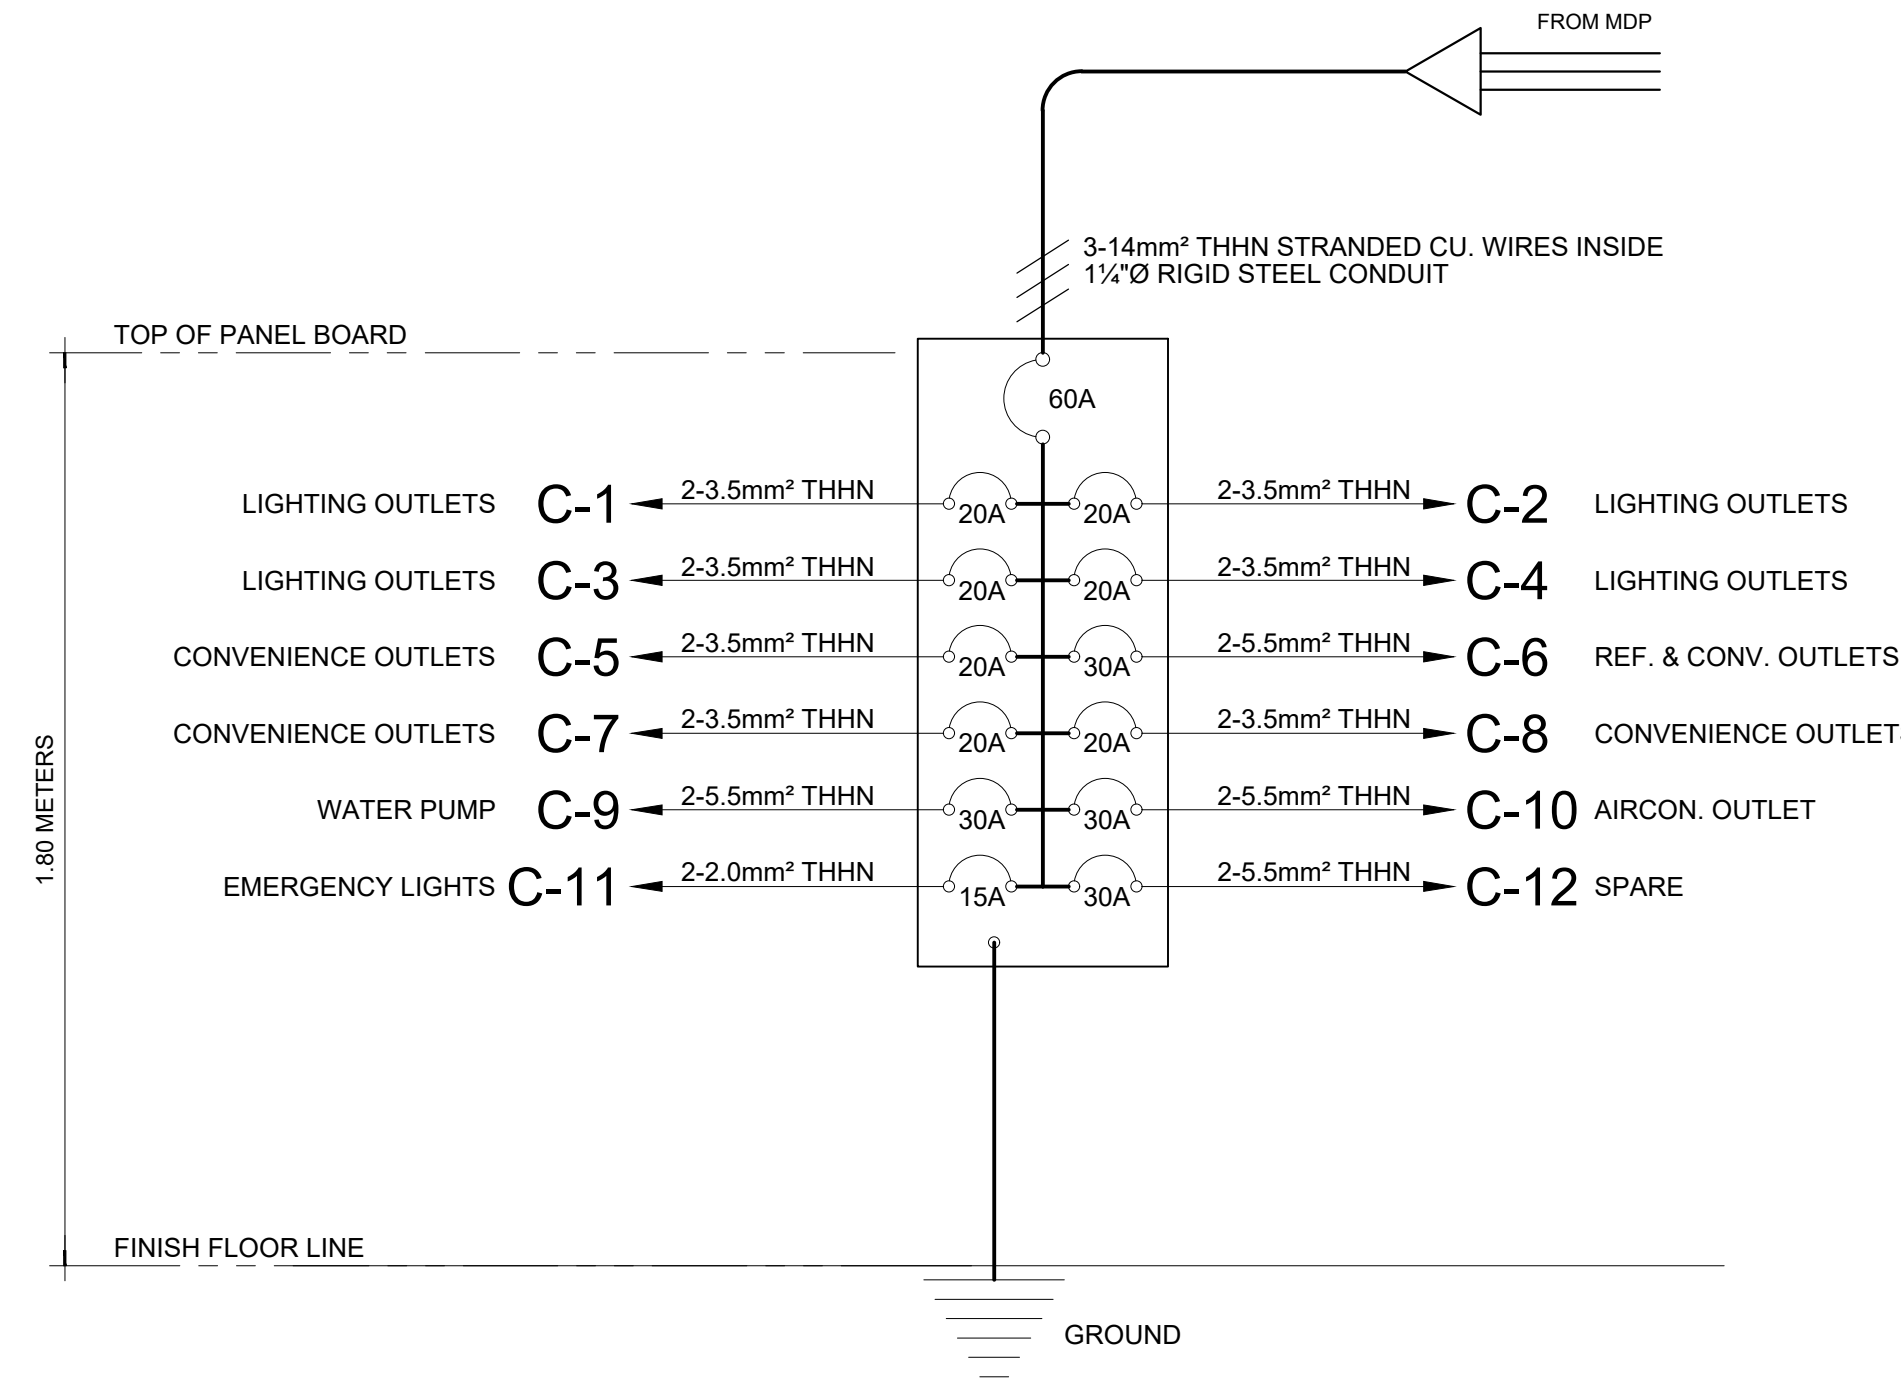 FROM MDP
3-14mm² THHN STRANDED CU. WIRES INSIDE
1¼"Ø RIGID STEEL CONDUIT
TOP OF PANEL BOARD
60A
LIGHTING OUTLETS C-1 2-3.5mm² THHN 20A 20A 2-3.5mm² THHN C-2 LIGHTING OUTLETS
LIGHTING OUTLETS C-3 2-3.5mm² THHN 20A 20A 2-3.5mm² THHN C-4 LIGHTING OUTLETS
CONVENIENCE OUTLETS C-5 2-3.5mm² THHN 20A 30A 2-5.5mm² THHN C-6 REF. & CONV. OUTLETS
CONVENIENCE OUTLETS C-7 2-3.5mm² THHN 20A 20A 2-3.5mm² THHN C-8 CONVENIENCE OUTLETS
WATER PUMP C-9 2-5.5mm² THHN 30A 30A 2-5.5mm² THHN C-10 AIRCON. OUTLET
EMERGENCY LIGHTS C-11 2-2.0mm² THHN 15A 30A 2-5.5mm² THHN C-12 SPARE
1.80 METERS
FINISH FLOOR LINE
GROUND